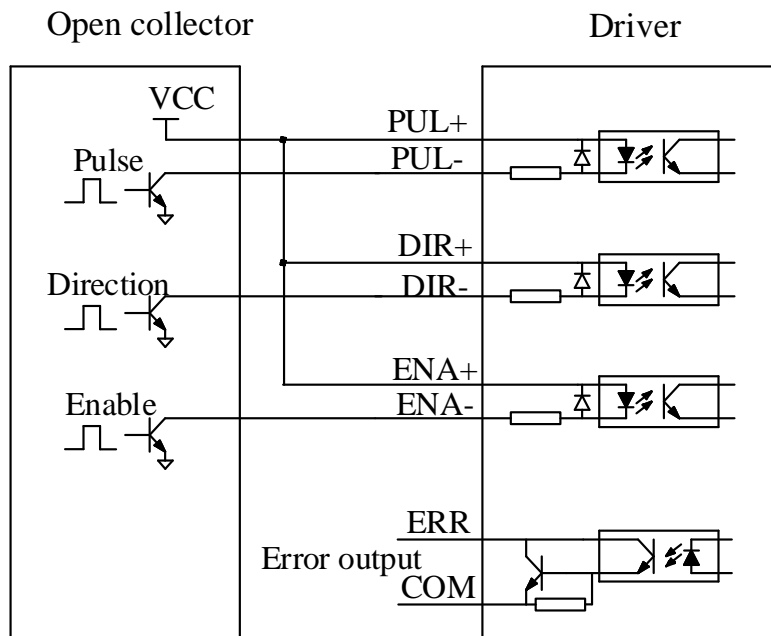 Open collector
Driver
VCC
PUL+
Pulse
PUL-
DIR+
Direction
DIR-
ENA+
Enable
ENA-
ERR
Error output
COM